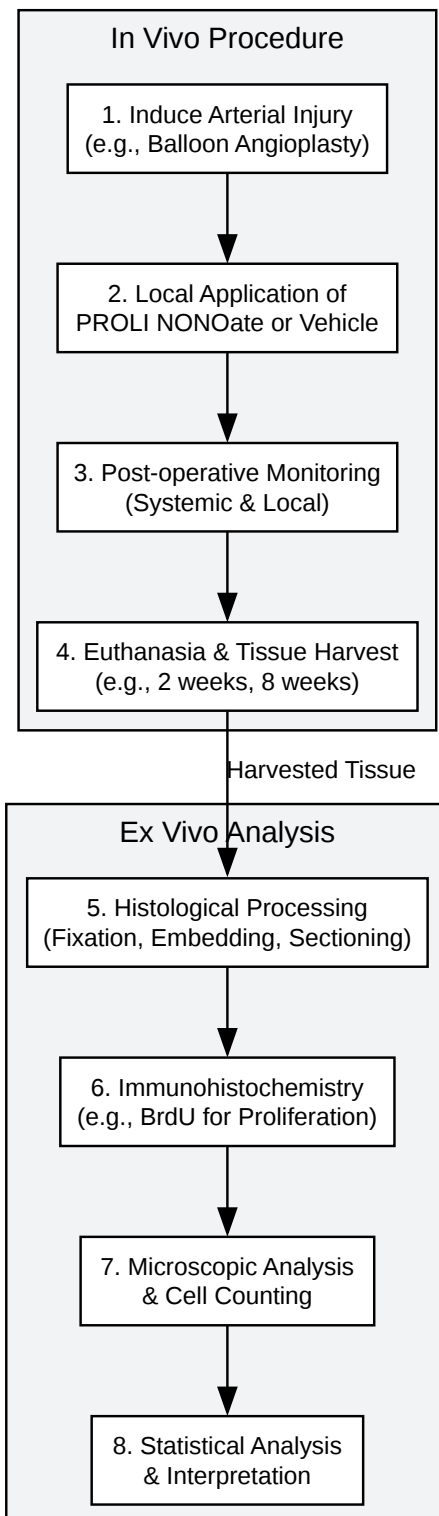 In Vivo Procedure
1. Induce Arterial Injury
(e.g., Balloon Angioplasty)
2. Local Application of
PROLI NONOate or Vehicle
3. Post-operative Monitoring
(Systemic & Local)
4. Euthanasia & Tissue Harvest
(e.g., 2 weeks, 8 weeks)
Harvested Tissue
Ex Vivo Analysis
5. Histological Processing
(Fixation, Embedding, Sectioning)
6. Immunohistochemistry
(e.g., BrdU for Proliferation)
7. Microscopic Analysis
& Cell Counting
8. Statistical Analysis
& Interpretation